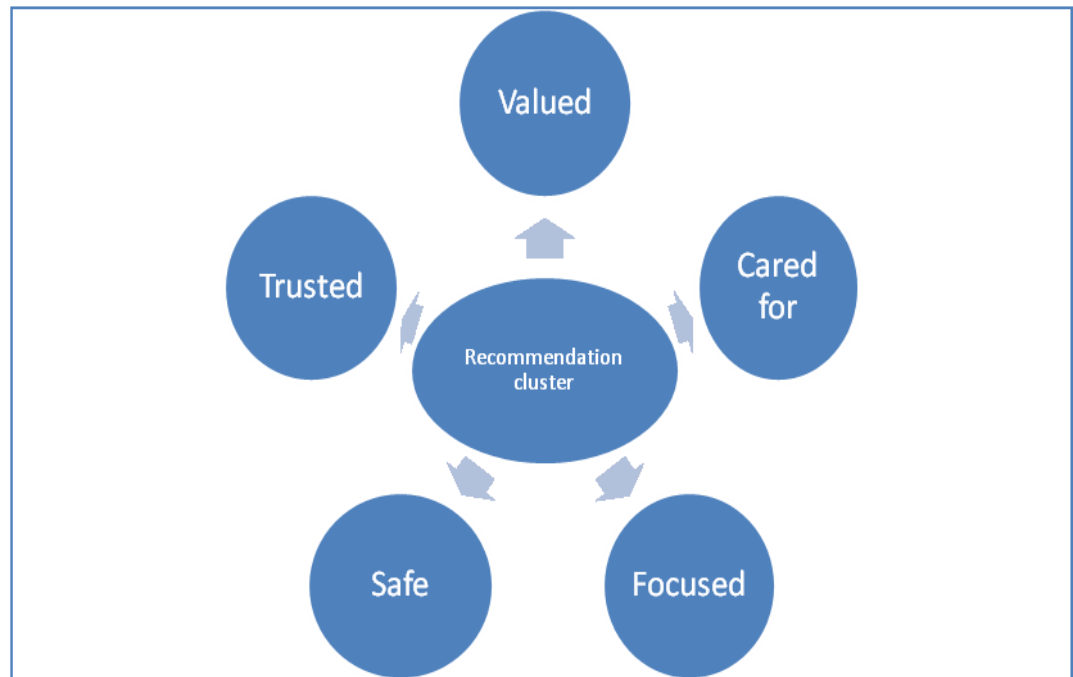 Valued
Trusted
Cared
for
Recommendation
cluster
Safe
Focused